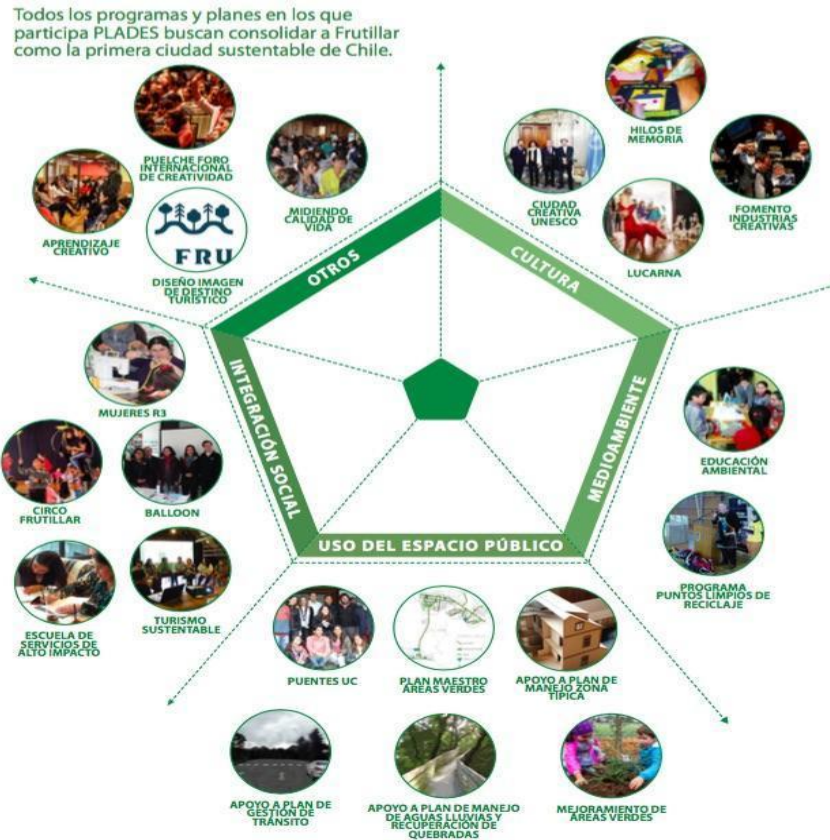 Todos los programas y planes en los que
participa PLADES buscan consolidar a Frutillar
como la primera ciudad sustentable de Chile.
PUELCHE FORO
INTERNACIONAL
DE CREATIVIDAD
APRENDIZAJE
CREATIVO
FRU
DISEÑO IMAGEN
DE DESTINO
TURÍSTICO
MIDIENDO
CALIDAD DE
VIDA
HILOS DE
MEMORIA
CIUDAD
CREATIVA
UNESCO
FOMENTO
INDUSTRIAS
CREATIVAS
LUCARNA
OTROS
CULTURA
INTEGRACIÓN SOCIAL
MEDIOAMBIENTE
USO DEL ESPACIO PÚBLICO
MUJERES R3
CIRCO
FRUTILLAR
BALLOON
ESCUELA DE
SERVICIOS DE
ALTO IMPACTO
TURISMO
SUSTENTABLE
EDUCACIÓN
AMBIENTAL
PROGRAMA
PUNTOS LIMPIOS DE
RECICLAJE
PUENTES UC
PLAN MAESTRO
ÁREAS VERDES
APOYO A PLAN DE
MANEJO ZONA
TÍPICA
APOYO A PLAN DE
GESTIÓN DE
TRÁNSITO
APOYO A PLAN DE MANEJO
DE AGUAS LLUVIAS Y
RECUPERACIÓN DE
QUEBRADAS
MEJORAMIENTO DE
ÁREAS VERDES